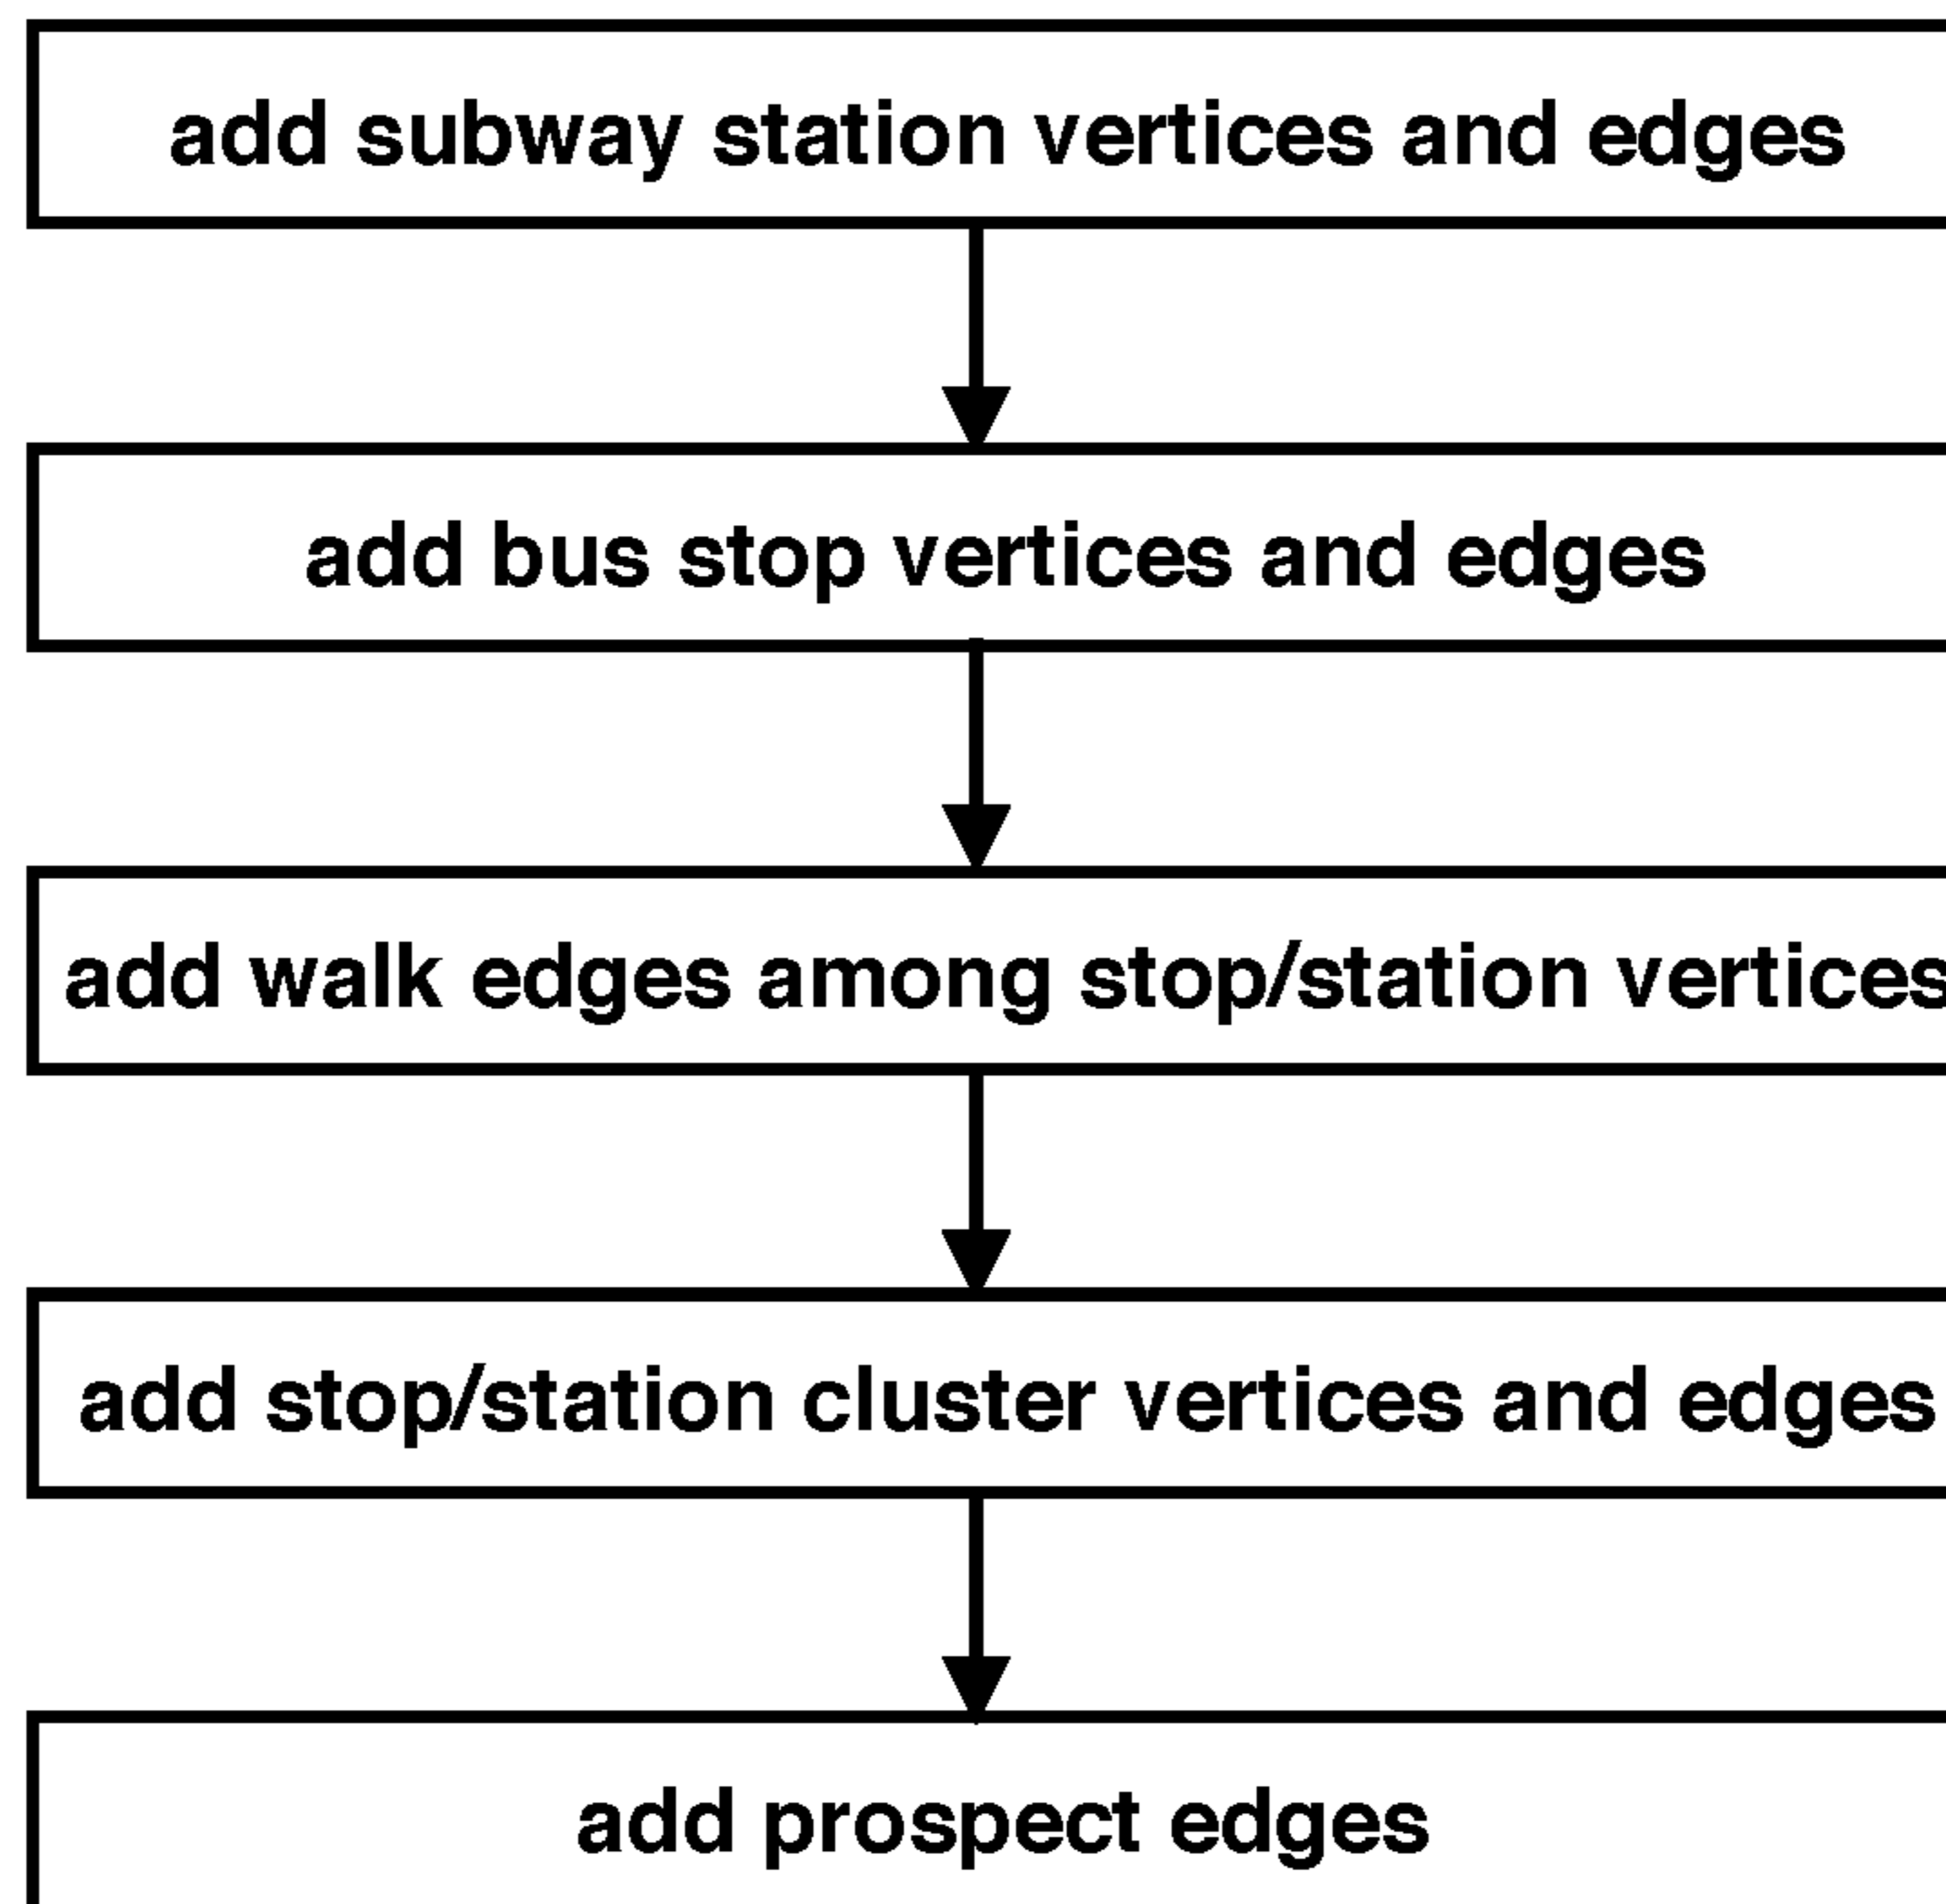 add subway station vertices and edges
add bus stop vertices and edges
add walk edges among stop/station vertices
add stop/station cluster vertices and edges
add prospect edges